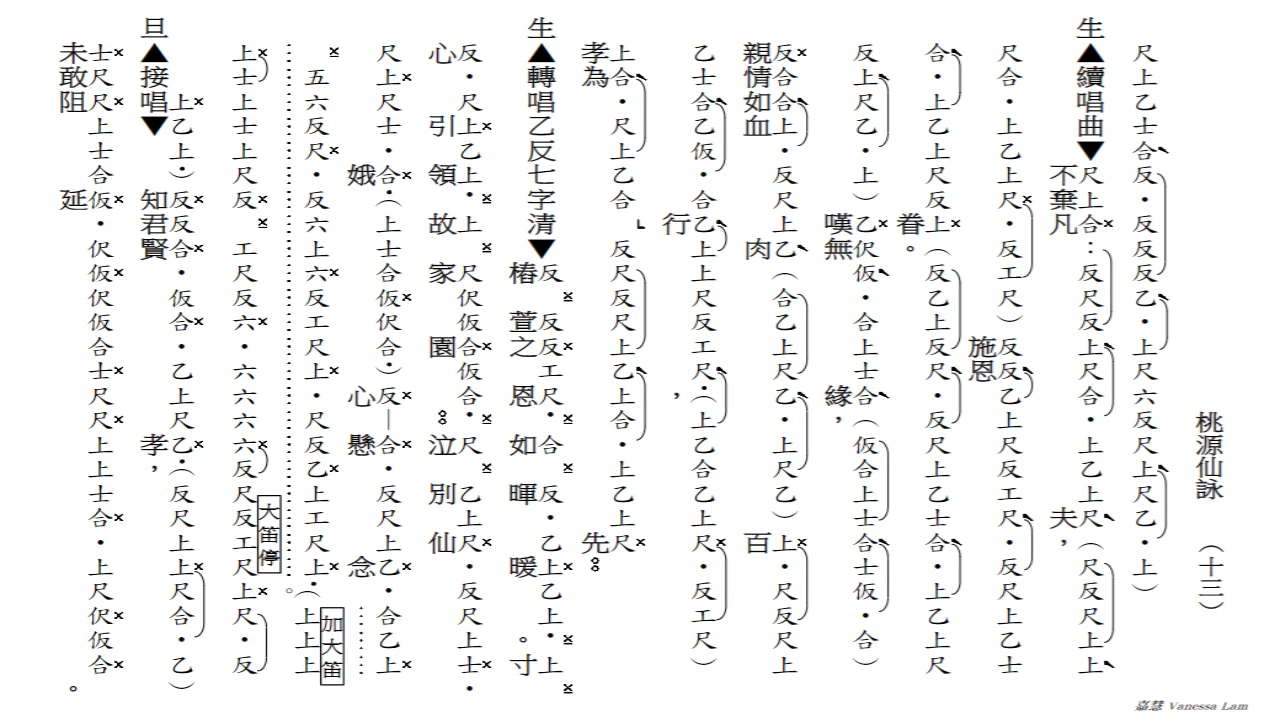 桃源仙詠 （十三）
尺上乙士合反・反反反乙・上尺六反尺上尺乙・上）
生▲續唱曲▼尺上合：反尺反上尺合・上乙上尺（尺反尺上上
不棄凡 夫，
尺合・上乙上尺・反工尺）反反乙上尺反工尺・反尺上乙士
施恩
合・上乙上尺反上（反乙上反尺・反尺上乙士合・上乙上尺
眷。
反上尺乙・上）乙伬仮・合上士合（仮合上士合士仮・合）
嘆無 緣，
反合合上・反尺上乙（合乙上尺乙・上尺乙）上・尺反尺上
親情如血 肉 百
乙士合乙仮・合乙上上尺反工尺・（上乙合乙上尺・反工尺）
行 ，
上合・尺上乙合 反尺反尺上乙上合・上乙上尺
孝為 先。
生▲轉唱乙反七字清▼反 反反工尺・合 反・乙上乙上・上
椿 萱之 恩 如 暉 暖 。寸
反・尺上乙上・上 尺伬仮合仮合・尺 乙上尺・反尺上士・
心 引 領 故 家 園 ；泣 別 仙
尺上尺士・合・（上士合仮伬合・）反—合・反尺上乙・合乙上
娥 心 懸 念
加大笛
五六反尺・反六上六反工尺上・尺反乙上工尺上・（上上上
上士上士上尺反 工尺反六・六六六六反尺反工尺上尺・反
大笛停
旦▲接唱▼上乙上・）反反合・仮合・乙上尺乙・（反尺上上尺合・乙）
知君賢 孝，
士尺尺上士合仮・伬仮伬仮合士尺尺上上士合・上尺伬仮合
未敢阻 延 。
嘉慧 Vanessa Lam